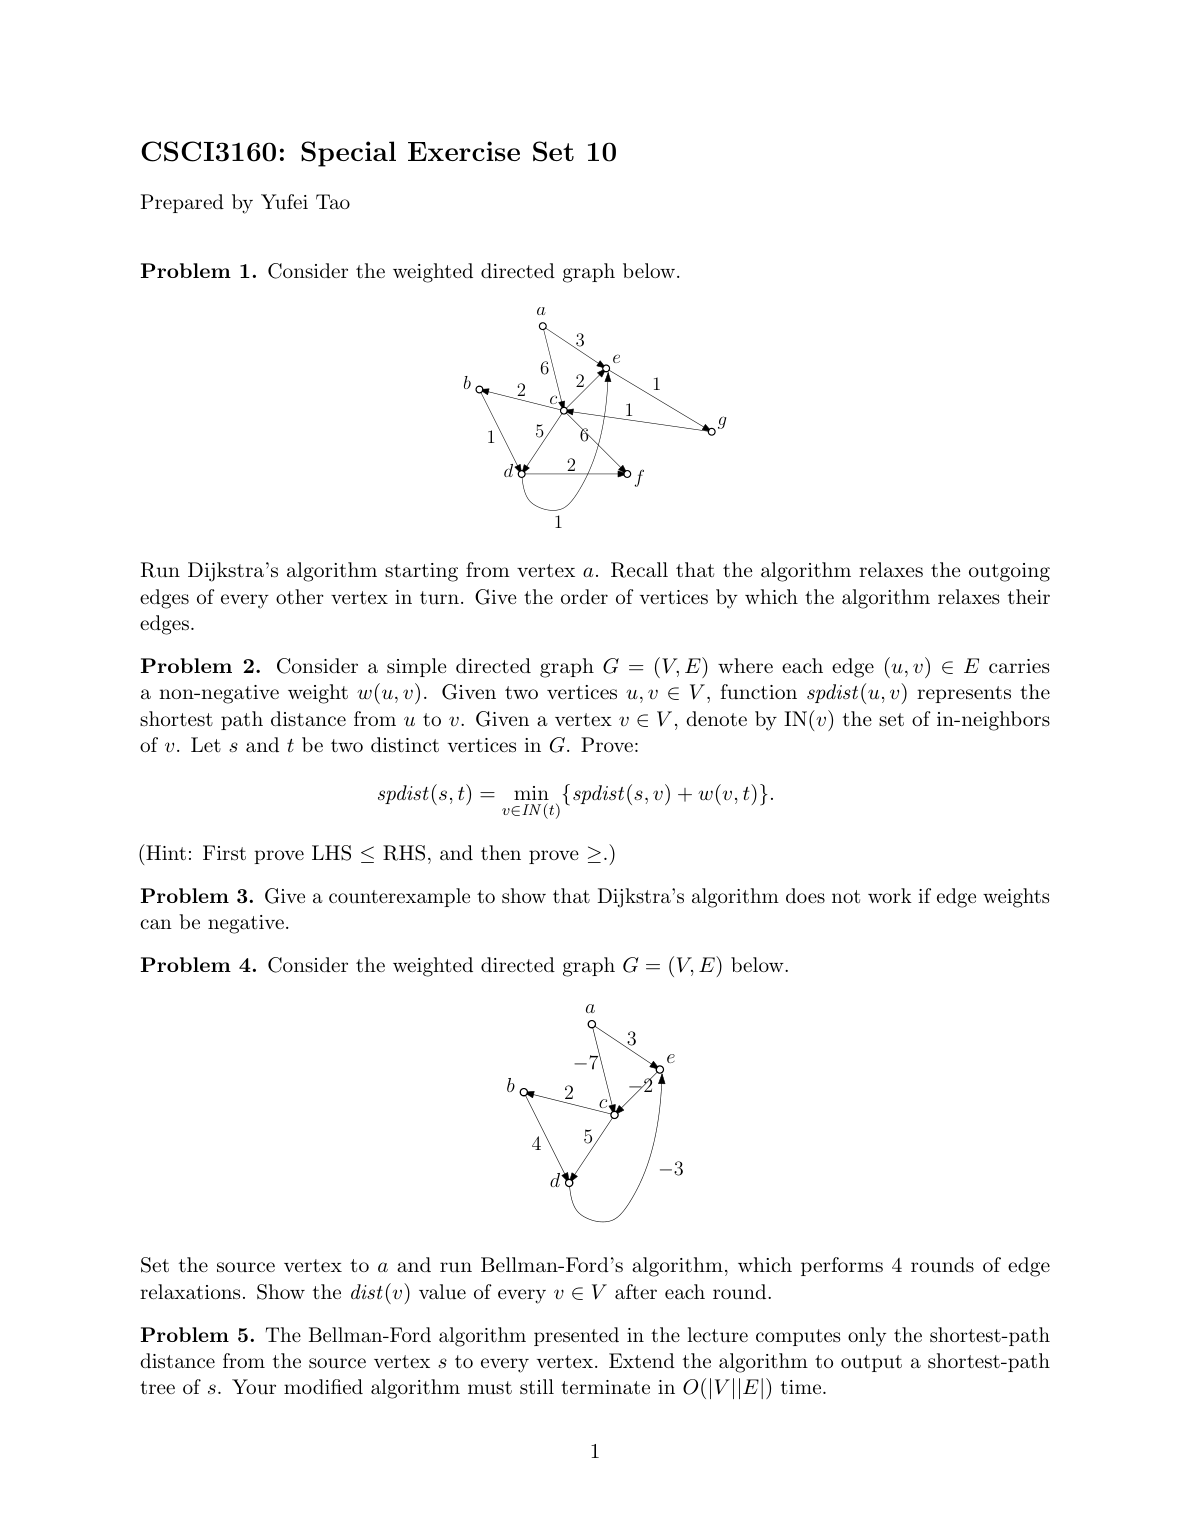 CSCI3160: Special Exercise Set 10
Prepared by Yufei Tao
Problem 1. Consider the weighted directed graph below.
a
3
e
6
2
1
b
2
c
1
g
1
5
6
d
2
f
1
Run Dijkstra's algorithm starting from vertex a. Recall that the algorithm relaxes the outgoing
edges of every other vertex in turn. Give the order of vertices by which the algorithm relaxes their
edges.
Problem 2. Consider a simple directed graph G = (V, E) where each edge (u, v) ∈ E carries
a non-negative weight w(u, v). Given two vertices u, v ∈ V, function spdist(u, v) represents the
shortest path distance from u to v. Given a vertex v ∈ V, denote by IN(v) the set of in-neighbors
of v. Let s and t be two distinct vertices in G. Prove:
spdist(s, t) = min {spdist(s, v) + w(v, t)}.
v∈IN(t)
(Hint: First prove LHS ≤ RHS, and then prove ≥.)
Problem 3. Give a counterexample to show that Dijkstra's algorithm does not work if edge weights
can be negative.
Problem 4. Consider the weighted directed graph G = (V, E) below.
a
3
e
−7
−2
b
2
c
4
5
d
−3
Set the source vertex to a and run Bellman-Ford's algorithm, which performs 4 rounds of edge
relaxations. Show the dist(v) value of every v ∈ V after each round.
Problem 5. The Bellman-Ford algorithm presented in the lecture computes only the shortest-path
distance from the source vertex s to every vertex. Extend the algorithm to output a shortest-path
tree of s. Your modified algorithm must still terminate in O(|V||E|) time.
1